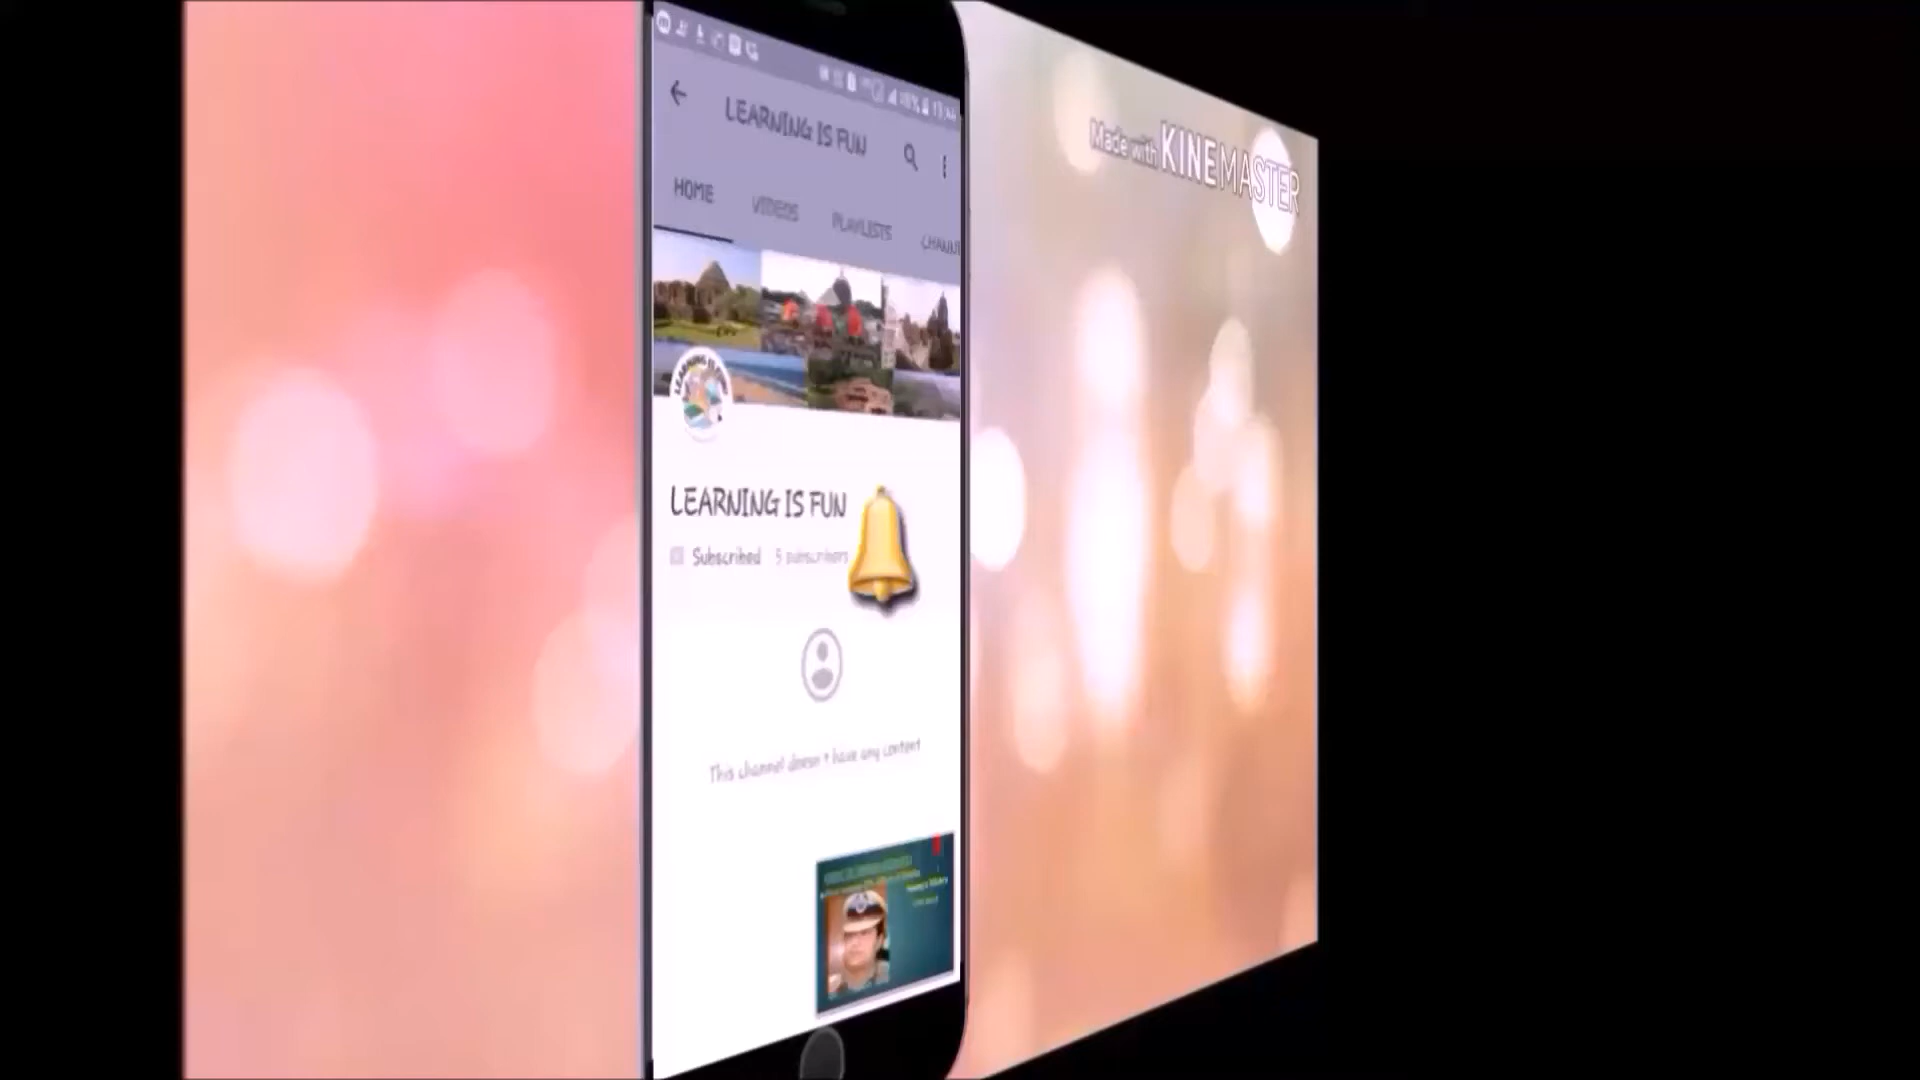 LEARNING IS FUN
HOME VIDEOS PLAYLISTS
Made with KINEMASTER
LEARNING IS FUN
Subscribed 5 subscribers
This channel doesn't have any content